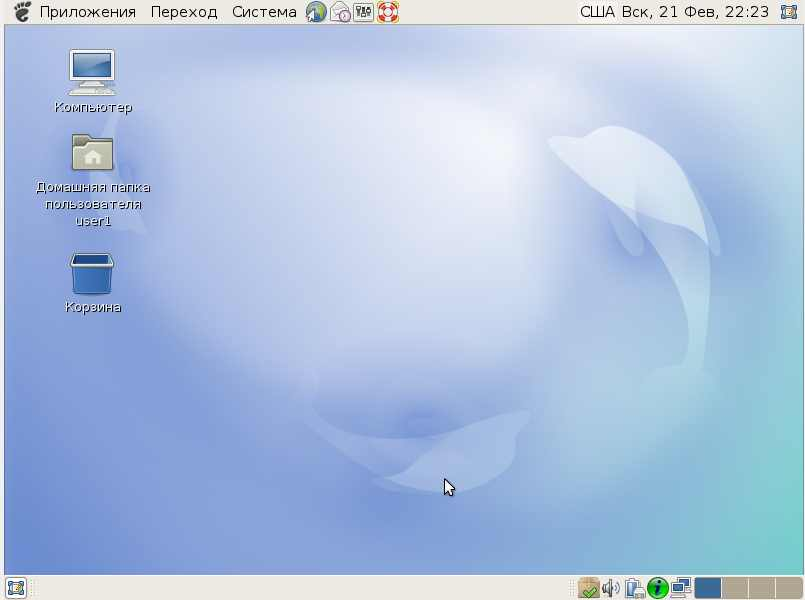 Приложения Переход Система США Вск, 21 Фев, 22:23
Компьютер
Домашняя папка
пользователя
user1
Корзина